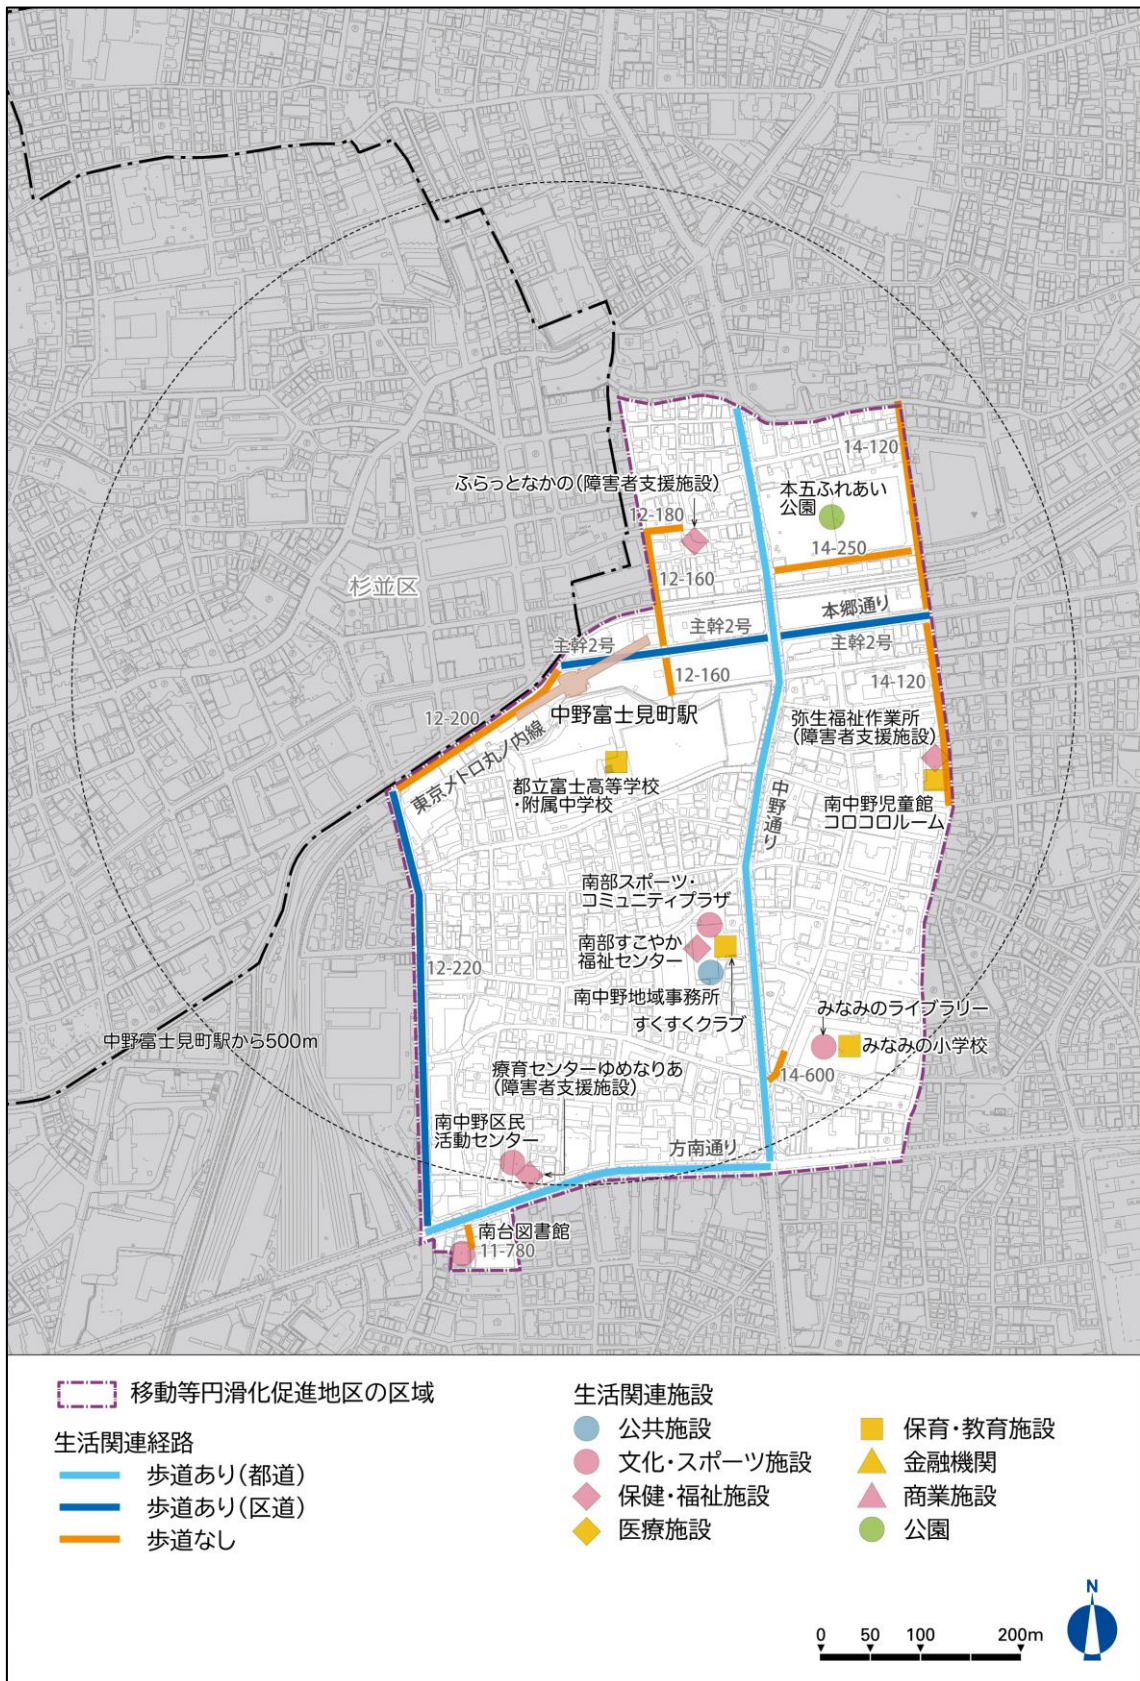 14-120
ふらっとなかの(障害者支援施設)
本五ふれあい
公園
12-180
14-250
12-160
杉並区
本郷通り
主幹2号
主幹2号
主幹2号
12-160
14-120
12-200
中野富士見町駅
弥生福祉作業所
(障害者支援施設)
東京メトロ丸ノ内線
都立富士高等学校
・附属中学校
中野通り
南中野児童館
コロコロルーム
南部スポーツ・
コミュニティプラザ
南部すこやか
福祉センター
12-220
南中野地域事務所
すくすくクラブ
みなみのライブラリー
中野富士見町駅から500m
みなみの小学校
療育センターゆめなりあ
(障害者支援施設)
14-600
南中野区民
活動センター
方南通り
南台図書館
11-780
移動等円滑化促進地区の区域
生活関連経路
歩道あり(都道)
歩道あり(区道)
歩道なし
生活関連施設
公共施設
文化・スポーツ施設
保健・福祉施設
医療施設
保育・教育施設
金融機関
商業施設
公園
N
0 50 100 200m